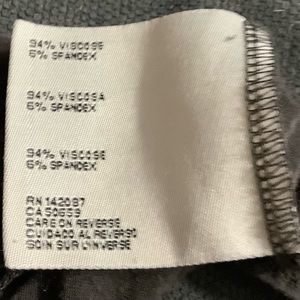 94% VISCOSE
6% SPANDEX
94% VISCOSA
6% SPANDEX
94% VISCOSE
6% SPANDEX
RN 142087
CA 50659
CARE ON REVERSE
CUIDADO AL REVERSO
SOIN SUR L'INVERSE